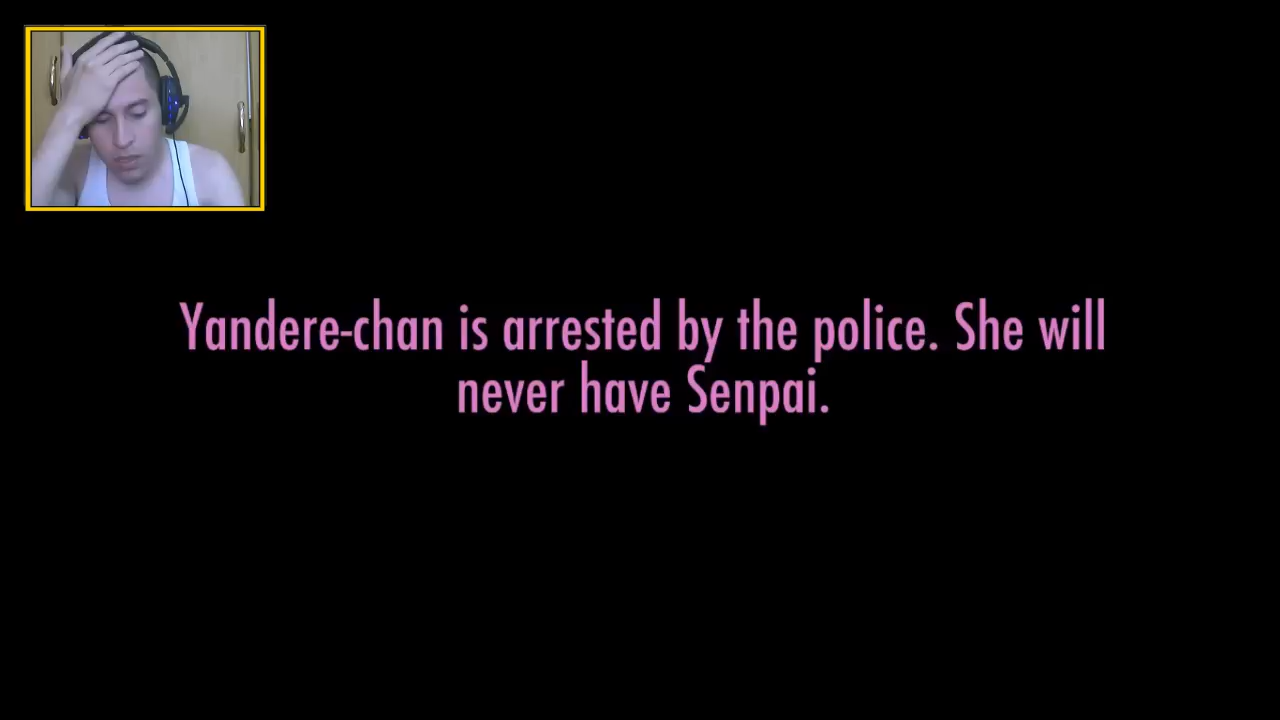 Yandere-chan is arrested by the police. She will
never have Senpai.